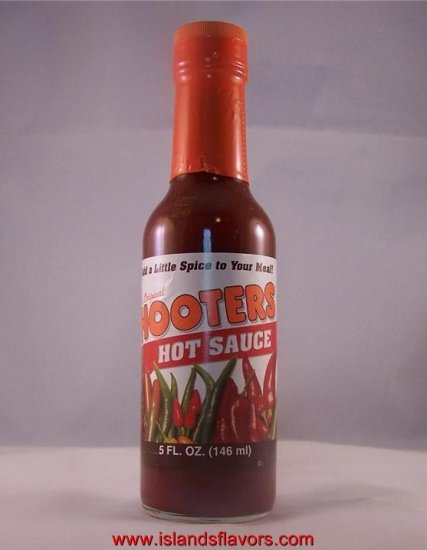 a Little Spice to Your Meal!
Original
HOOTERS
HOT SAUCE
5 FL. OZ. (146 ml)
www.islandsflavors.com